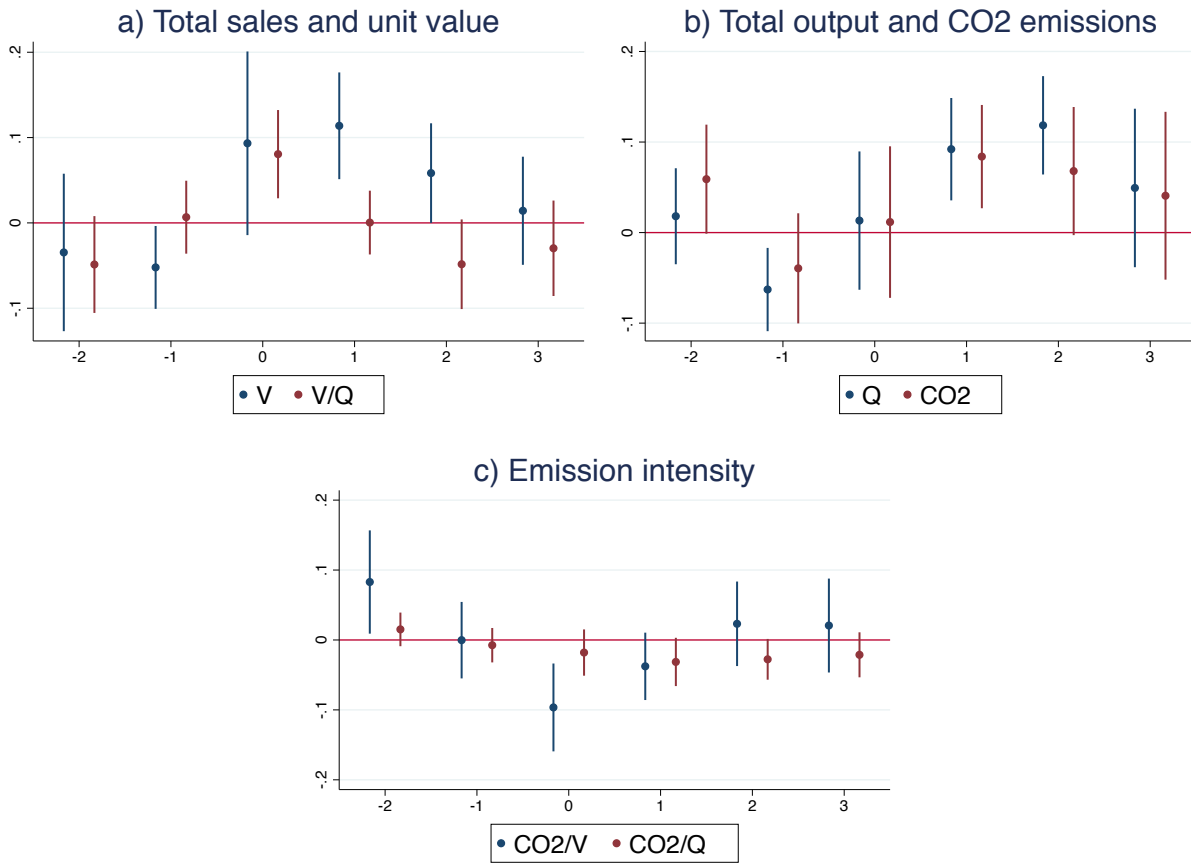 a) Total sales and unit value
.2
.1
0
-.1
-2 -1 0 1 2 3
V V/Q
b) Total output and CO2 emissions
.2
.1
0
-.1
-2 -1 0 1 2 3
Q CO2
c) Emission intensity
.2
.1
0
-.1
-.2
-2 -1 0 1 2 3
CO2/V CO2/Q